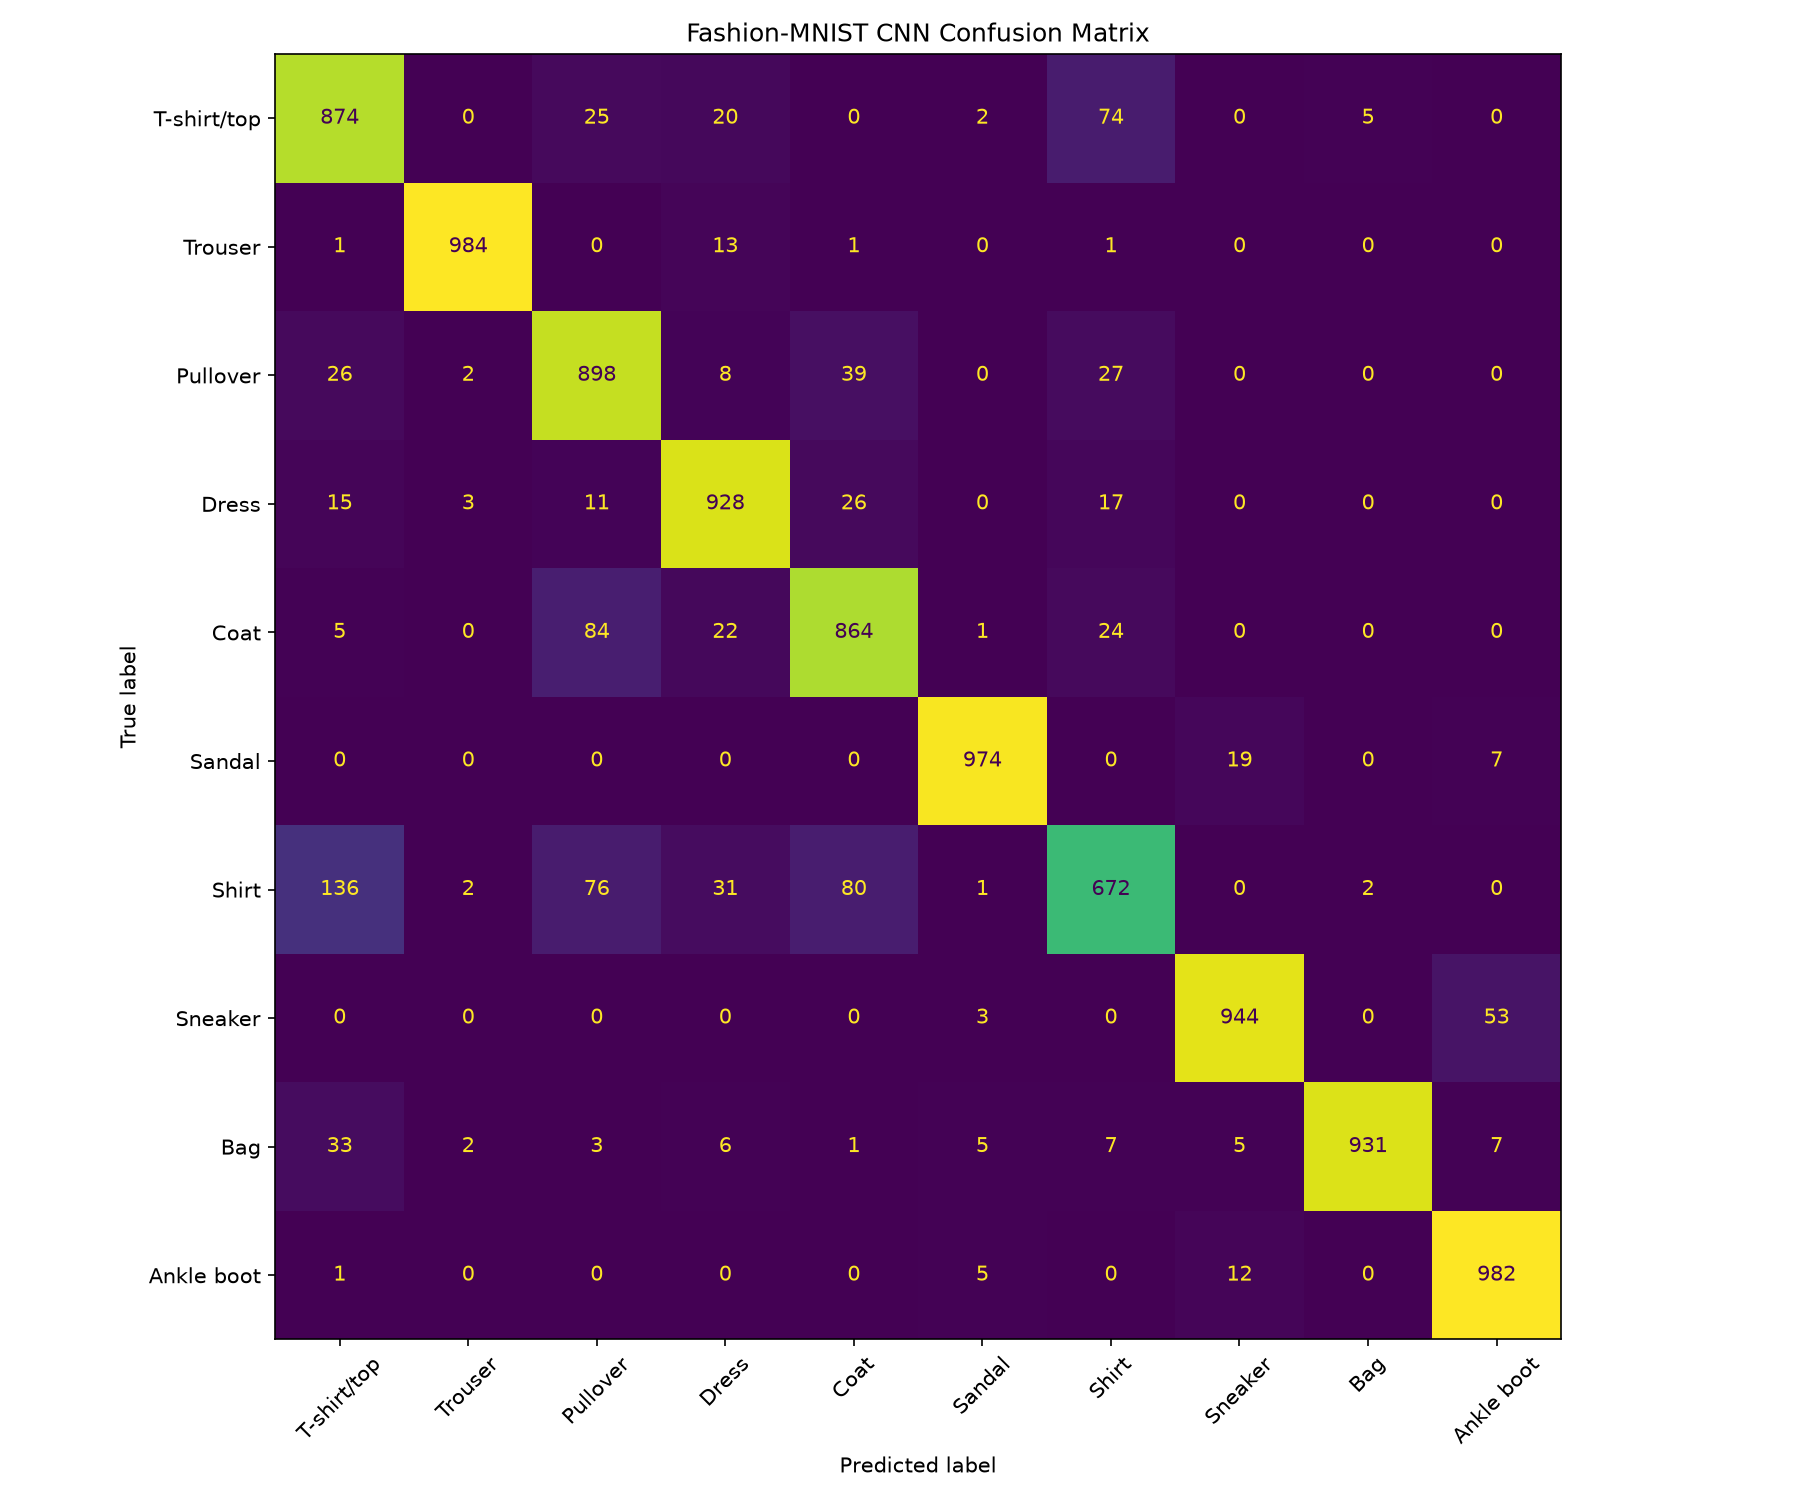 Fashion-MNIST CNN Confusion Matrix
T-shirt/top 874 0 25 20 0 2 74 0 5 0
Trouser 1 984 0 13 1 0 1 0 0 0
Pullover 26 2 898 8 39 0 27 0 0 0
Dress 15 3 11 928 26 0 17 0 0 0
Coat 5 0 84 22 864 1 24 0 0 0
True label
Sandal 0 0 0 0 0 974 0 19 0 7
Shirt 136 2 76 31 80 1 672 0 2 0
Sneaker 0 0 0 0 0 3 0 944 0 53
Bag 33 2 3 6 1 5 7 5 931 7
Ankle boot 1 0 0 0 0 5 0 12 0 982
T-shirt/top Trouser Pullover Dress Coat Sandal Shirt Sneaker Bag Ankle boot
Predicted label